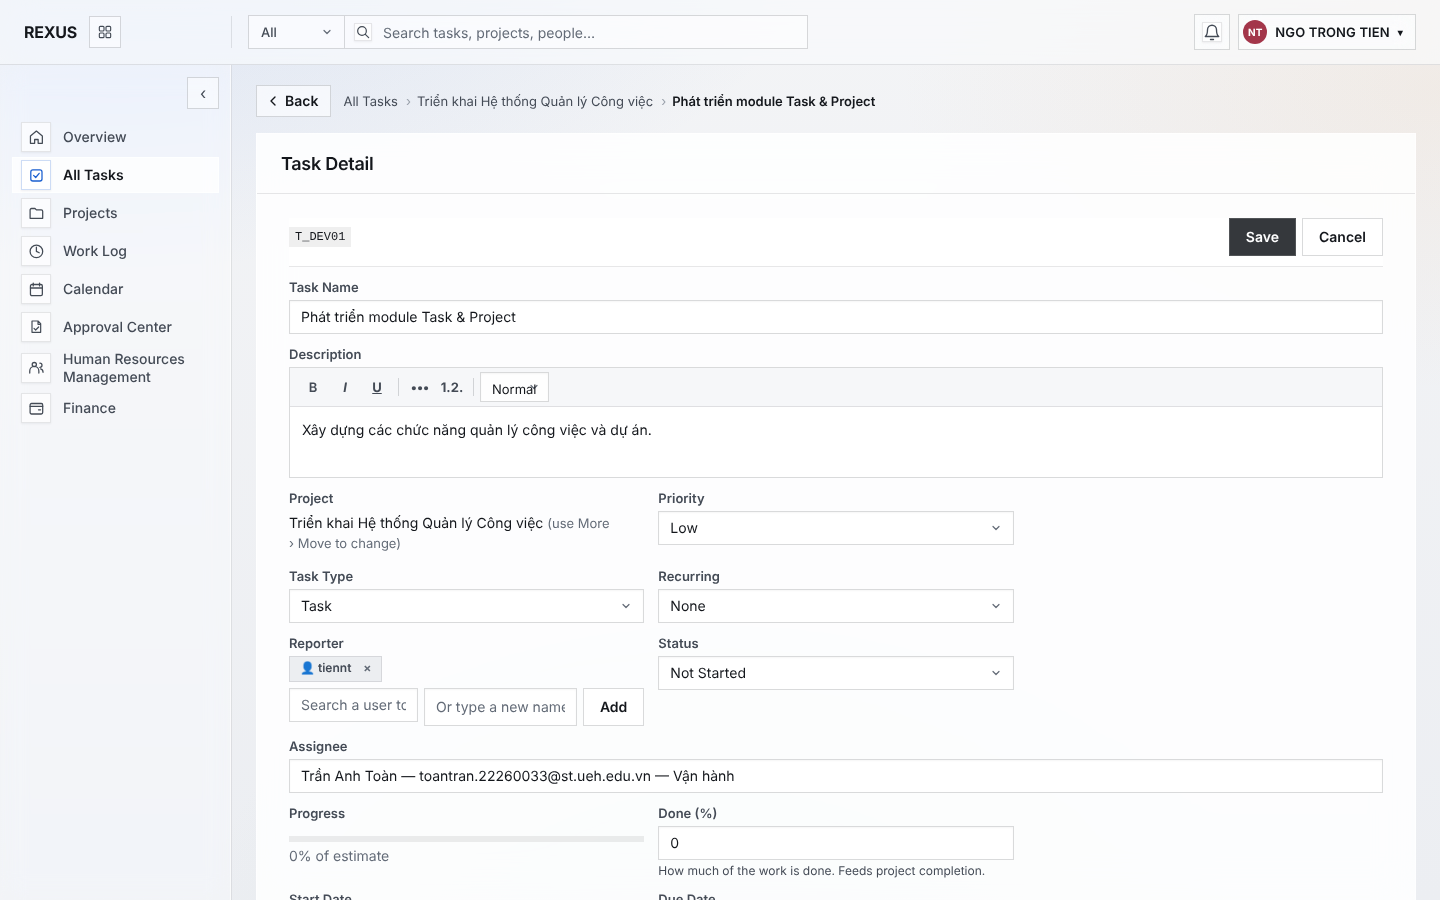 REXUS
All
Search tasks, projects, people...
NT
NGO TRONG TIEN
Overview
All Tasks
Projects
Work Log
Calendar
Approval Center
Human Resources
Management
Finance
Back
All Tasks › Triển khai Hệ thống Quản lý Công việc › Phát triển module Task & Project
Task Detail
T_DEV01
Save
Cancel
Task Name
Phát triển module Task & Project
Description
B I U ••• 1.2. Normal
Xây dựng các chức năng quản lý công việc và dự án.
Project
Triển khai Hệ thống Quản lý Công việc (use More
› Move to change)
Priority
Low
Task Type
Task
Recurring
None
Reporter
tiennt ×
Search a user to
Or type a new name
Add
Status
Not Started
Assignee
Trần Anh Toàn — toantran.22260033@st.ueh.edu.vn — Vận hành
Progress
0% of estimate
Done (%)
0
How much of the work is done. Feeds project completion.
Start Date
Due Date